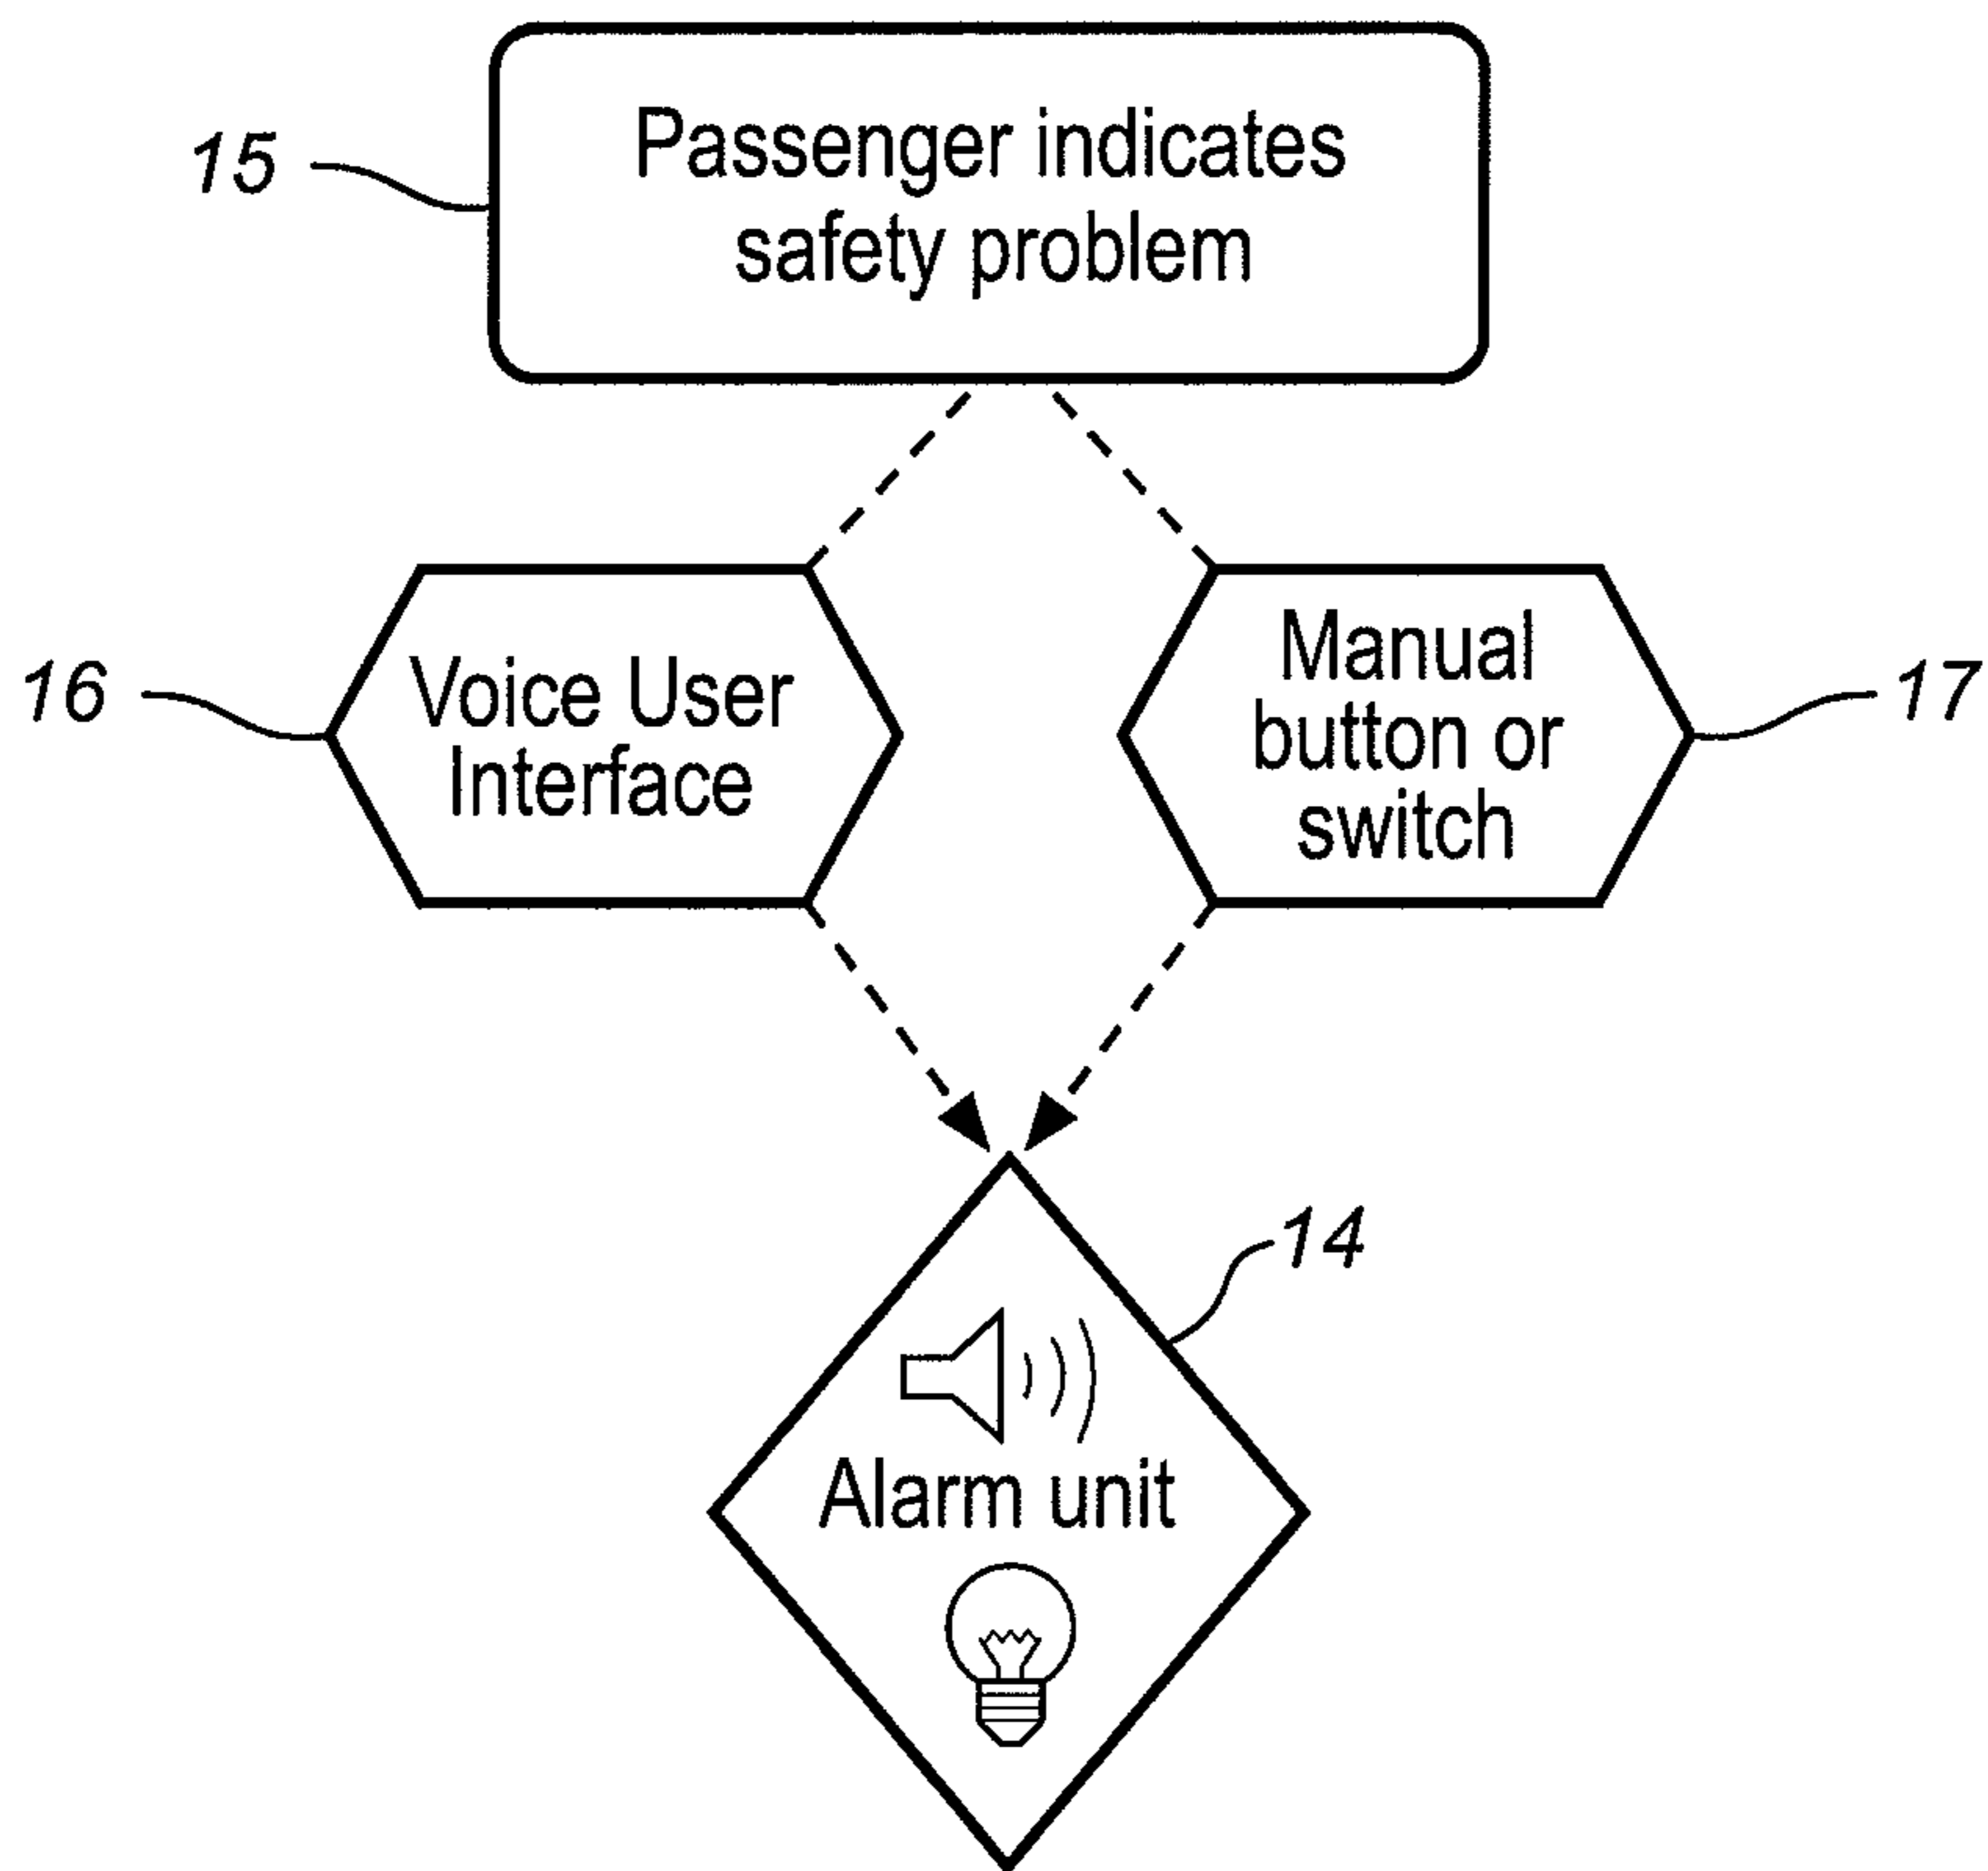 Passenger indicates
safety problem
15
Voice User
Interface
16
Manual
button or
switch
17
14
Alarm unit